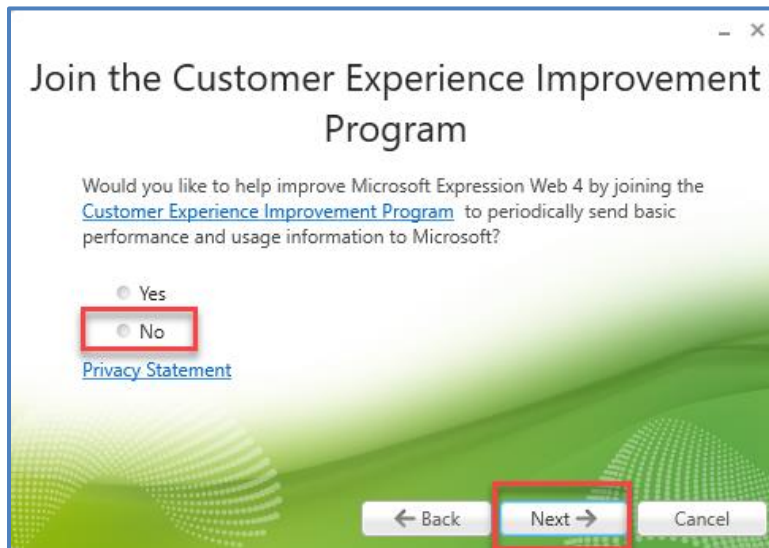 Join the Customer Experience Improvement
Program
Would you like to help improve Microsoft Expression Web 4 by joining the
Customer Experience Improvement Program to periodically send basic
performance and usage information to Microsoft?
Yes
No
Privacy Statement
Back
Next
Cancel